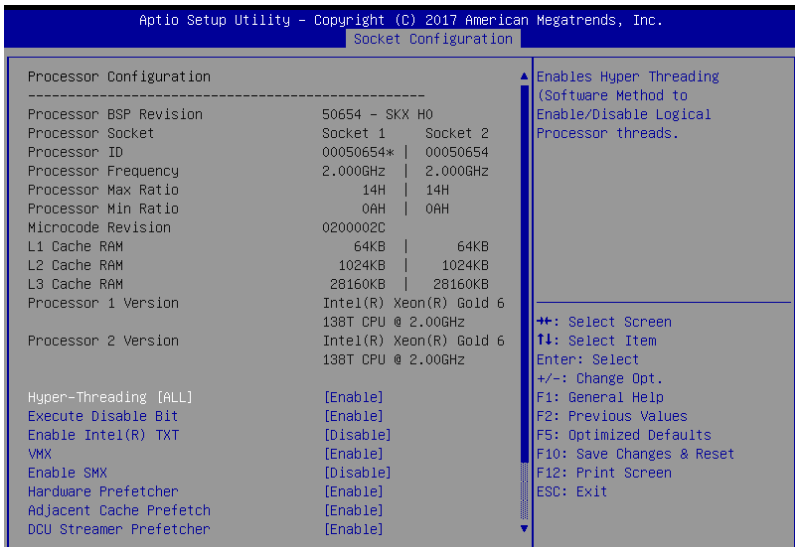 Aptio Setup Utility – Copyright (C) 2017 American Megatrends, Inc.
Socket Configuration
Processor Configuration
--------------------------------------------------
Processor BSP Revision 50654 - SKX H0
Processor Socket Socket 1 Socket 2
Processor ID 00050654* | 00050654
Processor Frequency 2.000GHz | 2.000GHz
Processor Max Ratio 14H | 14H
Processor Min Ratio 0AH | 0AH
Microcode Revision 0200002C
L1 Cache RAM 64KB | 64KB
L2 Cache RAM 1024KB | 1024KB
L3 Cache RAM 28160KB | 28160KB
Processor 1 Version Intel(R) Xeon(R) Gold 6
138T CPU @ 2.00GHz
Processor 2 Version Intel(R) Xeon(R) Gold 6
138T CPU @ 2.00GHz
Hyper-Threading [ALL] [Enable]
Execute Disable Bit [Enable]
Enable Intel(R) TXT [Disable]
VMX [Enable]
Enable SMX [Disable]
Hardware Prefetcher [Enable]
Adjacent Cache Prefetch [Enable]
DCU Streamer Prefetcher [Enable]
Enables Hyper Threading
(Software Method to
Enable/Disable Logical
Processor threads.
→←: Select Screen
↑↓: Select Item
Enter: Select
+/-: Change Opt.
F1: General Help
F2: Previous Values
F5: Optimized Defaults
F10: Save Changes & Reset
F12: Print Screen
ESC: Exit